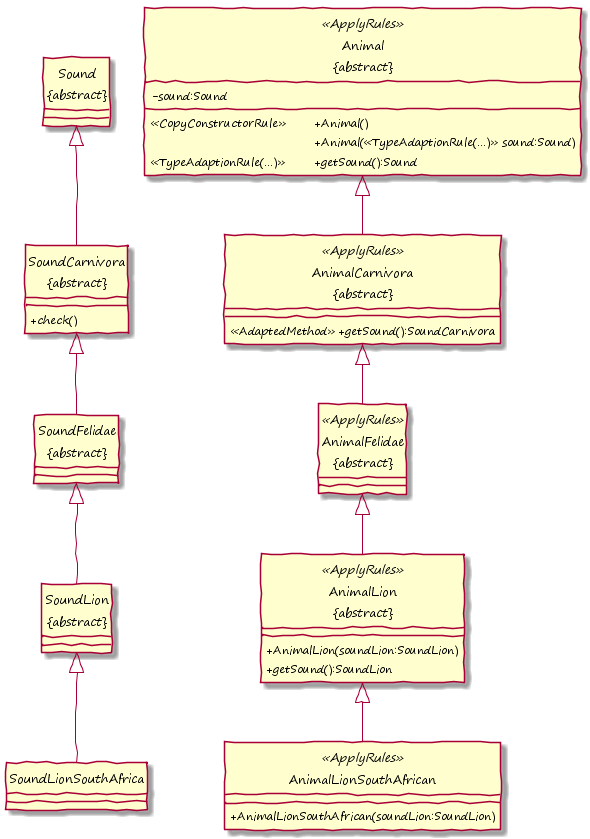 Sound
{abstract}
SoundCarnivora
{abstract}
+check()
SoundFelidae
{abstract}
SoundLion
{abstract}
SoundLionSouthAfrica
«ApplyRules»
Animal
{abstract}
-sound:Sound
«CopyConstructorRule» +Animal()
+Animal(«TypeAdaptionRule(...)» sound:Sound)
«TypeAdaptionRule(...)» +getSound():Sound
«ApplyRules»
AnimalCarnivora
{abstract}
«AdaptedMethod» +getSound():SoundCarnivora
«ApplyRules»
AnimalFelidae
{abstract}
«ApplyRules»
AnimalLion
{abstract}
+AnimalLion(soundLion:SoundLion)
+getSound():SoundLion
«ApplyRules»
AnimalLionSouthAfrican
+AnimalLionSouthAfrican(soundLion:SoundLion)